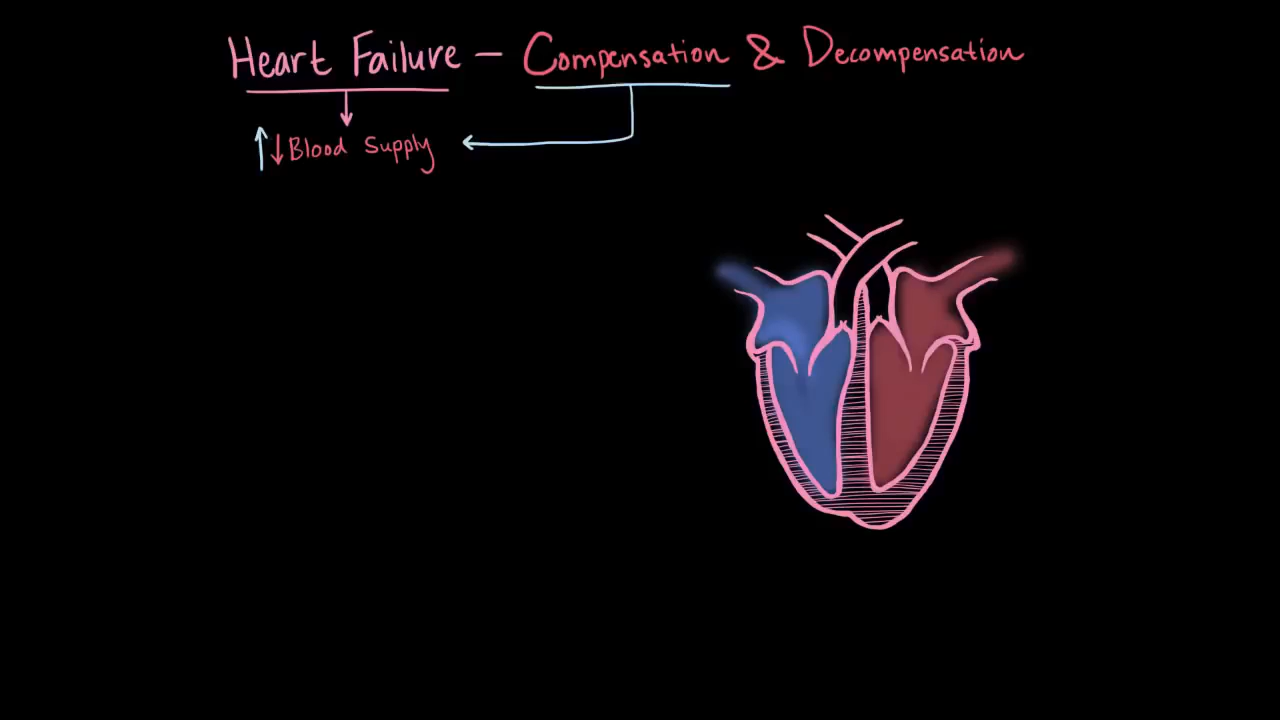 Heart Failure – Compensation & Decompensation
↑↓ Blood Supply